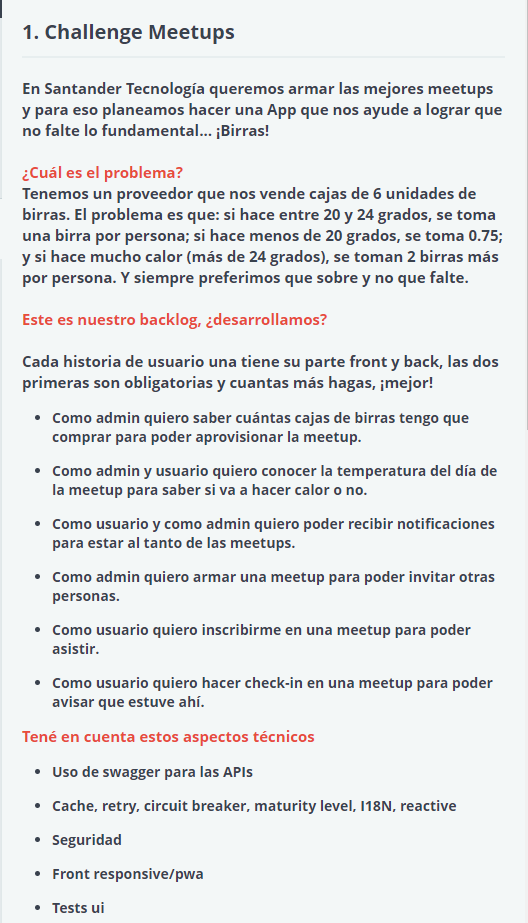 1. Challenge Meetups
En Santander Tecnología queremos armar las mejores meetups
y para eso planeamos hacer una App que nos ayude a lograr que
no falte lo fundamental... ¡Birras!
¿Cuál es el problema?
Tenemos un proveedor que nos vende cajas de 6 unidades de
birras. El problema es que: si hace entre 20 y 24 grados, se toma
una birra por persona; si hace menos de 20 grados, se toma 0.75;
y si hace mucho calor (más de 24 grados), se toman 2 birras más
por persona. Y siempre preferimos que sobre y no que falte.
Este es nuestro backlog, ¿desarrollamos?
Cada historia de usuario una tiene su parte front y back, las dos
primeras son obligatorias y cuantas más hagas, ¡mejor!
• Como admin quiero saber cuántas cajas de birras tengo que
comprar para poder aprovisionar la meetup.
• Como admin y usuario quiero conocer la temperatura del día de
la meetup para saber si va a hacer calor o no.
• Como usuario y como admin quiero poder recibir notificaciones
para estar al tanto de las meetups.
• Como admin quiero armar una meetup para poder invitar otras
personas.
• Como usuario quiero inscribirme en una meetup para poder
asistir.
• Como usuario quiero hacer check-in en una meetup para poder
avisar que estuve ahí.
Tené en cuenta estos aspectos técnicos
• Uso de swagger para las APIs
• Cache, retry, circuit breaker, maturity level, I18N, reactive
• Seguridad
• Front responsive/pwa
• Tests ui